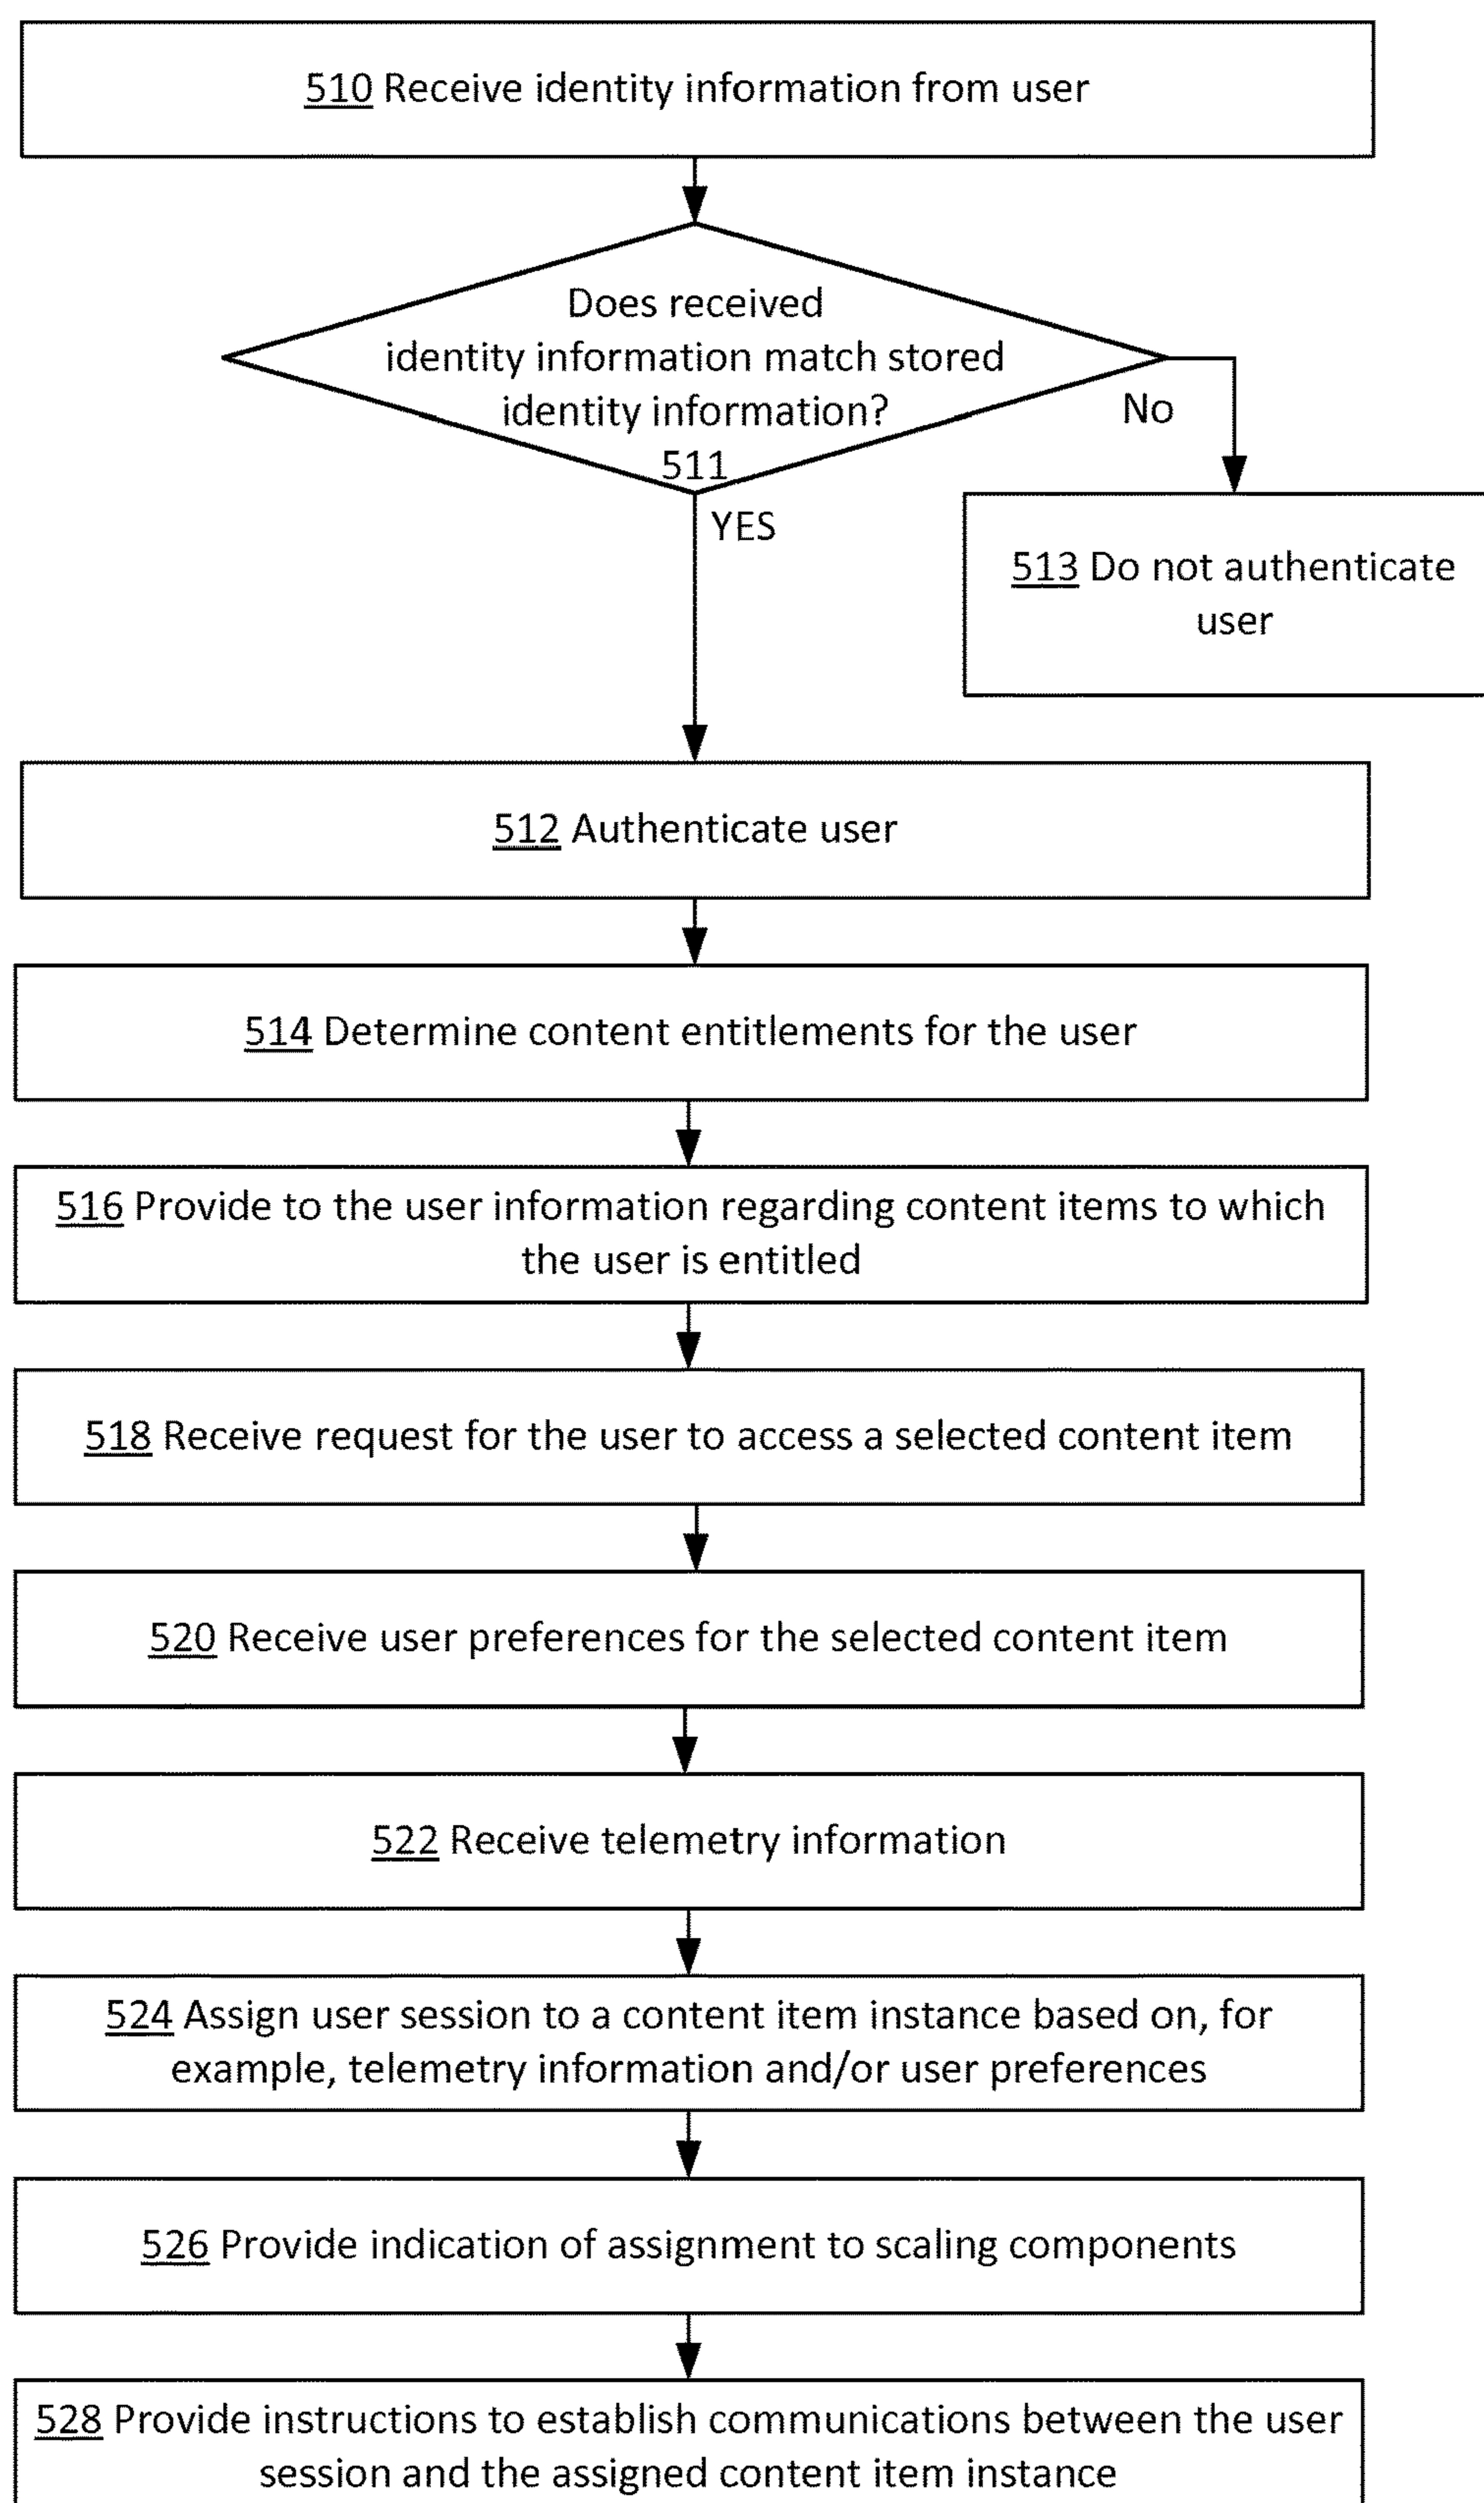 510 Receive identity information from user
Does received
identity information match stored
identity information?
511
No
YES
513 Do not authenticate
user
512 Authenticate user
514 Determine content entitlements for the user
516 Provide to the user information regarding content items to which
the user is entitled
518 Receive request for the user to access a selected content item
520 Receive user preferences for the selected content item
522 Receive telemetry information
524 Assign user session to a content item instance based on, for
example, telemetry information and/or user preferences
526 Provide indication of assignment to scaling components
528 Provide instructions to establish communications between the user
session and the assigned content item instance